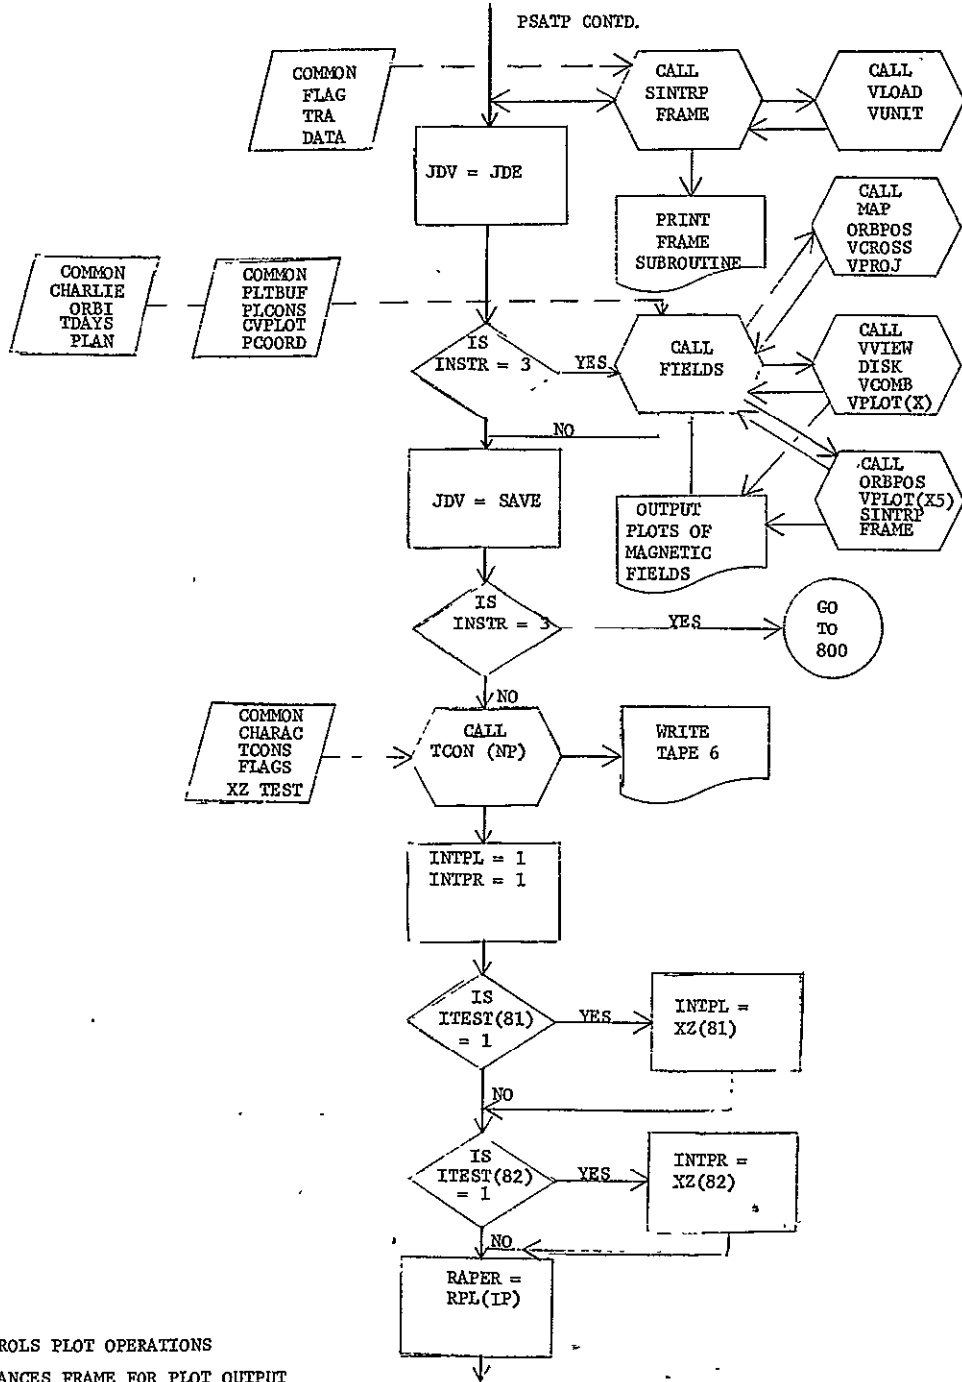 PSATP CONTD.
COMMON
FLAG
TRA
DATA
CALL
SINTRP
FRAME
CALL
VLOAD
VUNIT
JDV = JDE
PRINT
FRAME
SUBROUTINE
CALL
MAP
ORBPOS
VCROSS
VPROJ
COMMON
CHARLIE
ORBI
TDAYS
PLAN
COMMON
PLTBUF
PLCONS
CVPLOT
PCOORD
IS
INSTR = 3
YES
CALL
FIELDS
CALL
VVIEW
DISK
VCOMB
VPLOT(X)
NO
JDV = SAVE
OUTPUT
PLOTS OF
MAGNETIC
FIELDS
CALL
ORBPOS
VPLOT(X5)
SINTRP
FRAME
IS
INSTR = 3
YES
GO
TO
800
NO
COMMON
CHARAC
TCONS
FLAGS
XZ TEST
CALL
TCON (NP)
WRITE
TAPE 6
INTPL = 1
INTPR = 1
IS
ITEST(81)
= 1
YES
INTPL =
XZ(81)
NO
IS
ITEST(82)
= 1
YES
INTPR =
XZ(82)
NO
RAPER =
RPL(IP)
ROLS PLOT OPERATIONS
ANCES FRAME FOR PLOT OUTPUT